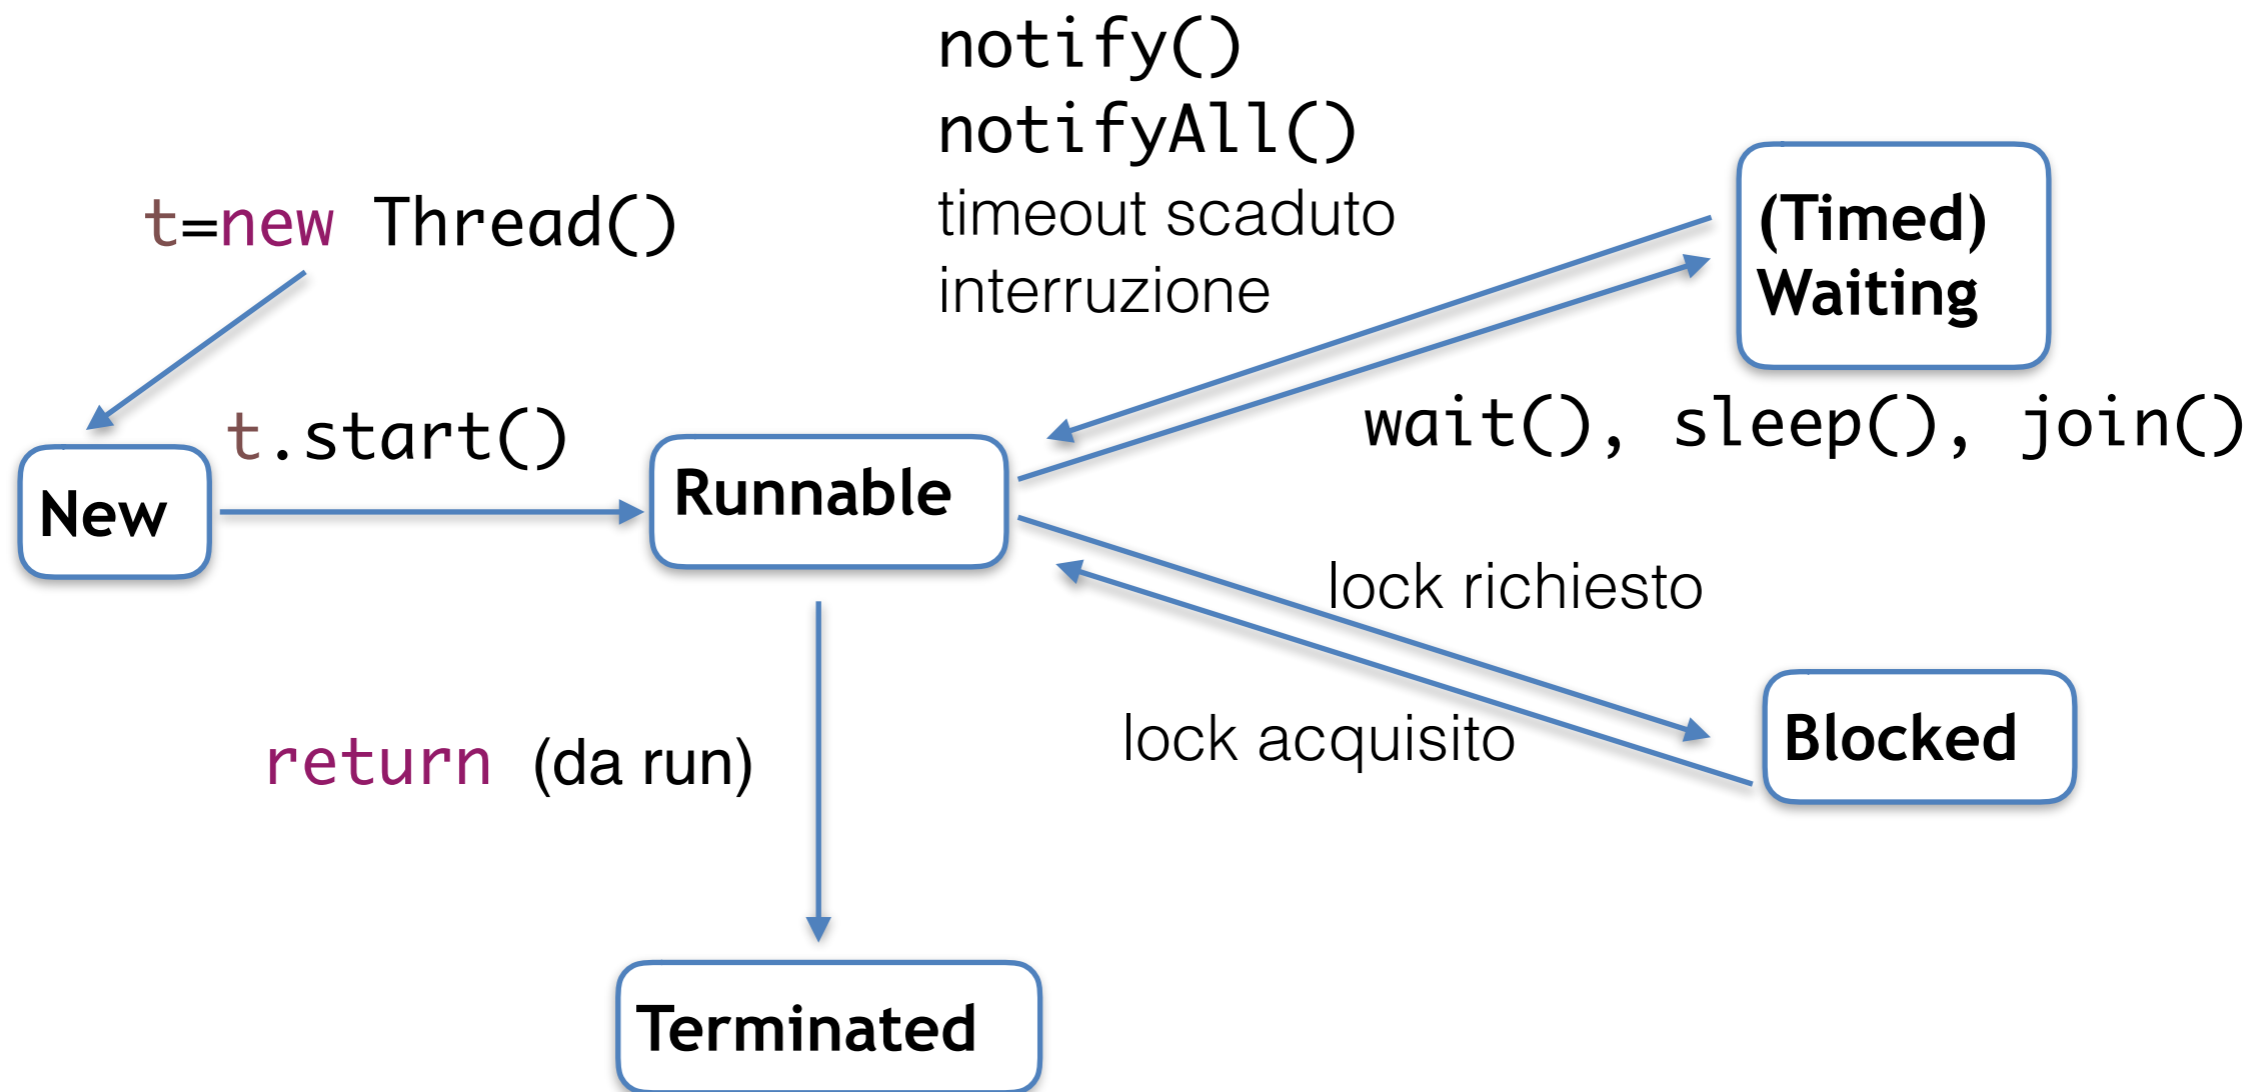 notify()
notifyAll()
timeout scaduto
interruzione
t=new Thread()
(Timed)
Waiting
wait(), sleep(), join()
t.start()
New
Runnable
lock richiesto
lock acquisito
Blocked
return (da run)
Terminated